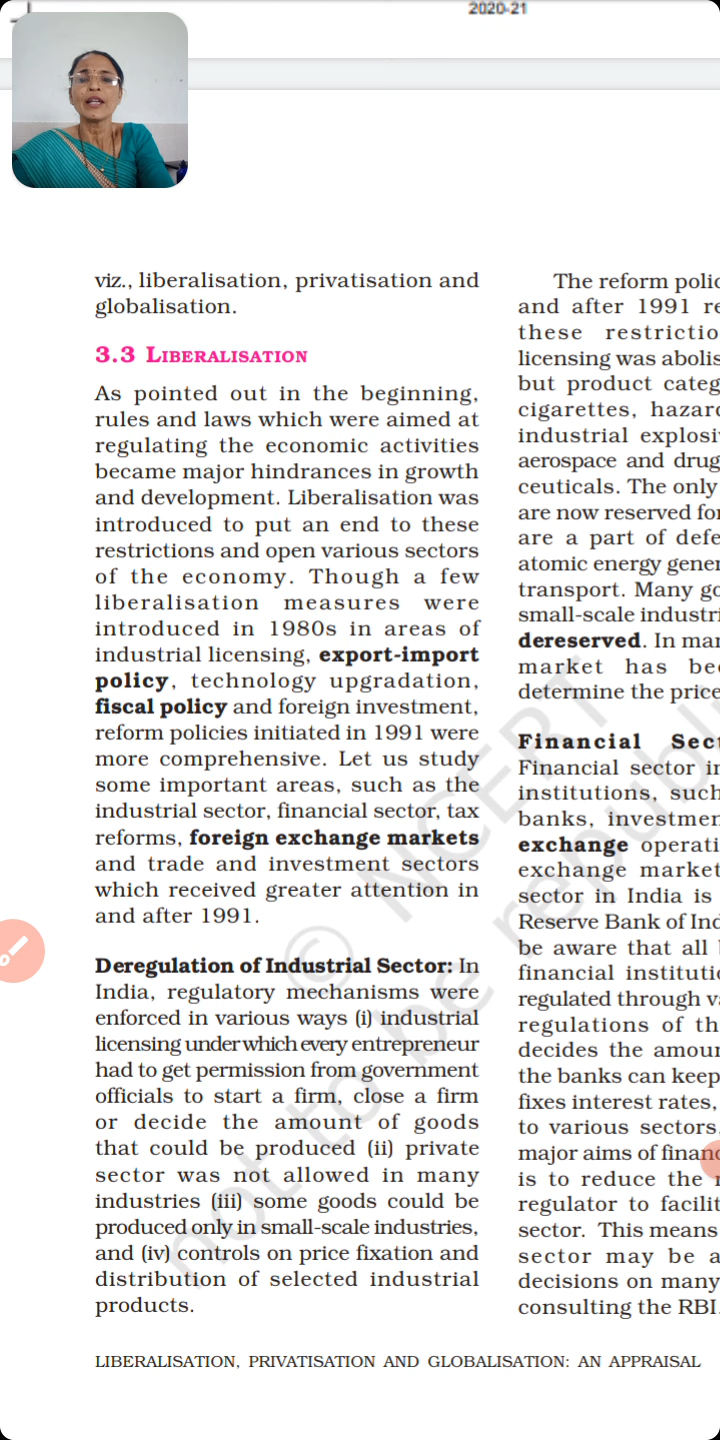 2020-21
viz., liberalisation, privatisation and
globalisation.
3.3 LIBERALISATION
As pointed out in the beginning,
rules and laws which were aimed at
regulating the economic activities
became major hindrances in growth
and development. Liberalisation was
introduced to put an end to these
restrictions and open various sectors
of the economy. Though a few
liberalisation measures were
introduced in 1980s in areas of
industrial licensing, export-import
policy, technology upgradation,
fiscal policy and foreign investment,
reform policies initiated in 1991 were
more comprehensive. Let us study
some important areas, such as the
industrial sector, financial sector, tax
reforms, foreign exchange markets
and trade and investment sectors
which received greater attention in
and after 1991.
Deregulation of Industrial Sector: In
India, regulatory mechanisms were
enforced in various ways (i) industrial
licensing under which every entrepreneur
had to get permission from government
officials to start a firm, close a firm
or decide the amount of goods
that could be produced (ii) private
sector was not allowed in many
industries (iii) some goods could be
produced only in small-scale industries,
and (iv) controls on price fixation and
distribution of selected industrial
products.
The reform polic
and after 1991 re
these restrictio
licensing was abolis
but product categ
cigarettes, hazard
industrial explosiv
aerospace and drug
ceuticals. The only
are now reserved for
are a part of defe
atomic energy gener
transport. Many go
small-scale industri
dereserved. In man
market has bee
determine the price
Financial Sect
Financial sector in
institutions, such
banks, investmen
exchange operati
exchange market
sector in India is
Reserve Bank of Ind
be aware that all b
financial institutio
regulated through va
regulations of th
decides the amoun
the banks can keep
fixes interest rates,
to various sectors.
major aims of financ
is to reduce the r
regulator to facilit
sector. This means
sector may be a
decisions on many
consulting the RBI.
© NCERT
not to be republi
LIBERALISATION, PRIVATISATION AND GLOBALISATION: AN APPRAISAL